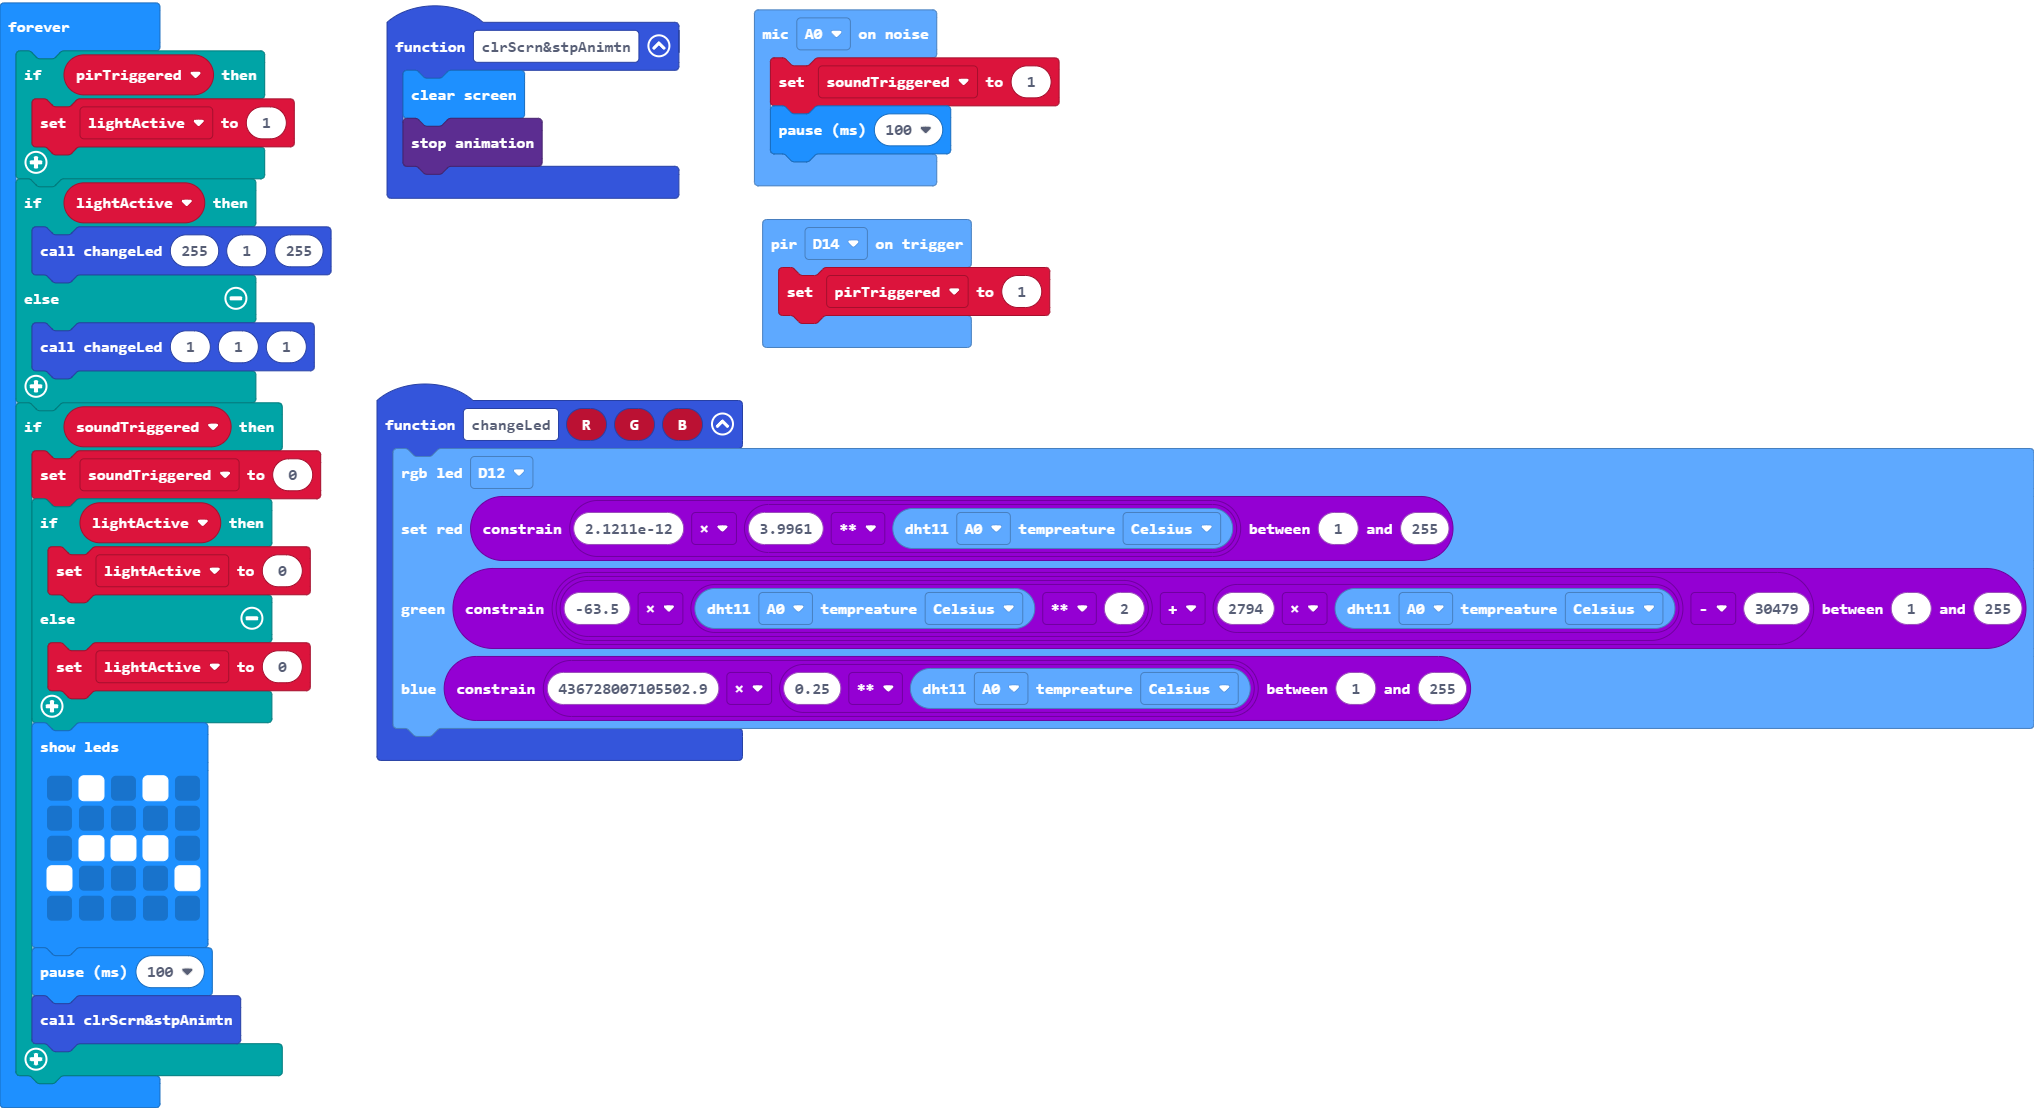 forever
if pirTriggered then
set lightActive to 1
if lightActive then
call changeLed 255 1 255
else
call changeLed 1 1 1
if soundTriggered then
set soundTriggered to 0
if lightActive then
set lightActive to 0
else
set lightActive to 0
show leds
pause (ms) 100
call clrScrn&stpAnimtn
function clrScrn&stpAnimtn
clear screen
stop animation
mic A0 on noise
set soundTriggered to 1
pause (ms) 100
pir D14 on trigger
set pirTriggered to 1
function changeLed R G B
rgb led D12
set red constrain 2.1211e-12 × 3.9961 ** dht11 A0 tempreature Celsius between 1 and 255
green constrain -63.5 × dht11 A0 tempreature Celsius ** 2 + 2794 × dht11 A0 tempreature Celsius - 30479 between 1 and 255
blue constrain 436728007105502.9 × 0.25 ** dht11 A0 tempreature Celsius between 1 and 255